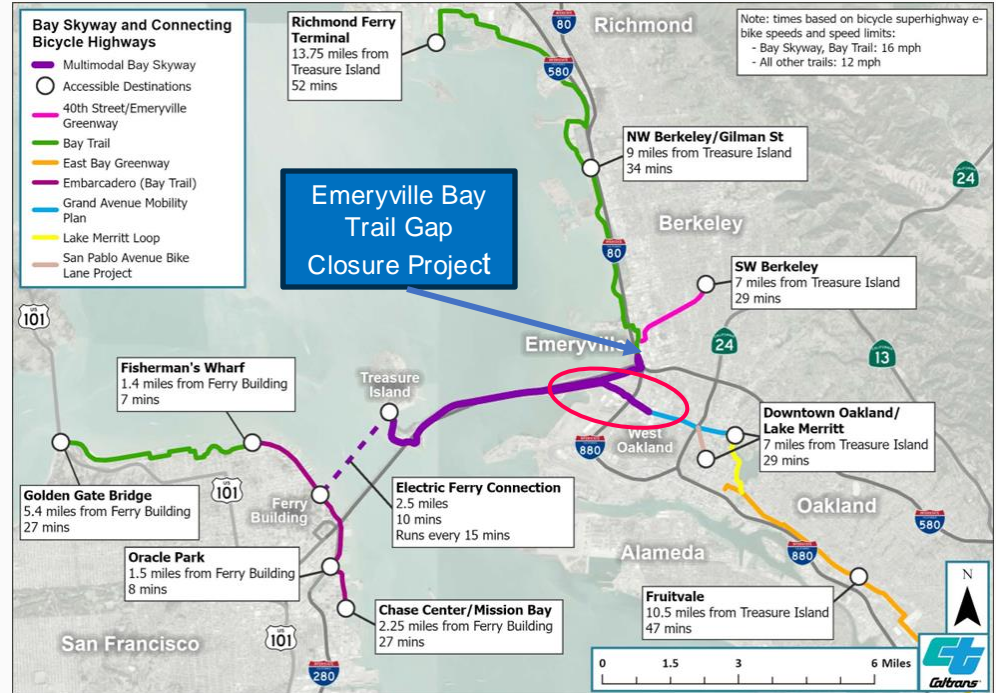 Bay Skyway and Connecting
Bicycle Highways
Multimodal Bay Skyway
Accessible Destinations
40th Street/Emeryville
Greenway
Bay Trail
East Bay Greenway
Embarcadero (Bay Trail)
Grand Avenue Mobility
Plan
Lake Merritt Loop
San Pablo Avenue Bike
Lane Project
Richmond Ferry
Terminal
13.75 miles from
Treasure Island
52 mins
80
Richmond
580
Note: times based on bicycle superhighway e-
bike speeds and speed limits:
- Bay Skyway, Bay Trail: 16 mph
- All other trails: 12 mph
NW Berkeley/Gilman St
9 miles from Treasure Island
34 mins
24
Emeryville Bay
Trail Gap
Closure Project
Berkeley
80
SW Berkeley
7 miles from Treasure Island
29 mins
US
101
Emeryville
24
13
Fisherman's Wharf
1.4 miles from Ferry Building
7 mins
Treasure
Island
Downtown Oakland/
Lake Merritt
7 miles from Treasure Island
29 mins
West
Oakland
880
Golden Gate Bridge
5.4 miles from Ferry Building
27 mins
101
Ferry
Building
Electric Ferry Connection
2.5 miles
10 mins
Runs every 15 mins
Oakland
580
Oracle Park
1.5 miles from Ferry Building
8 mins
Alameda
880
Chase Center/Mission Bay
2.25 miles from Ferry Building
27 mins
Fruitvale
10.5 miles from Treasure Island
47 mins
San Francisco
101
280
N
0 1.5 3 6 Miles
Caltrans